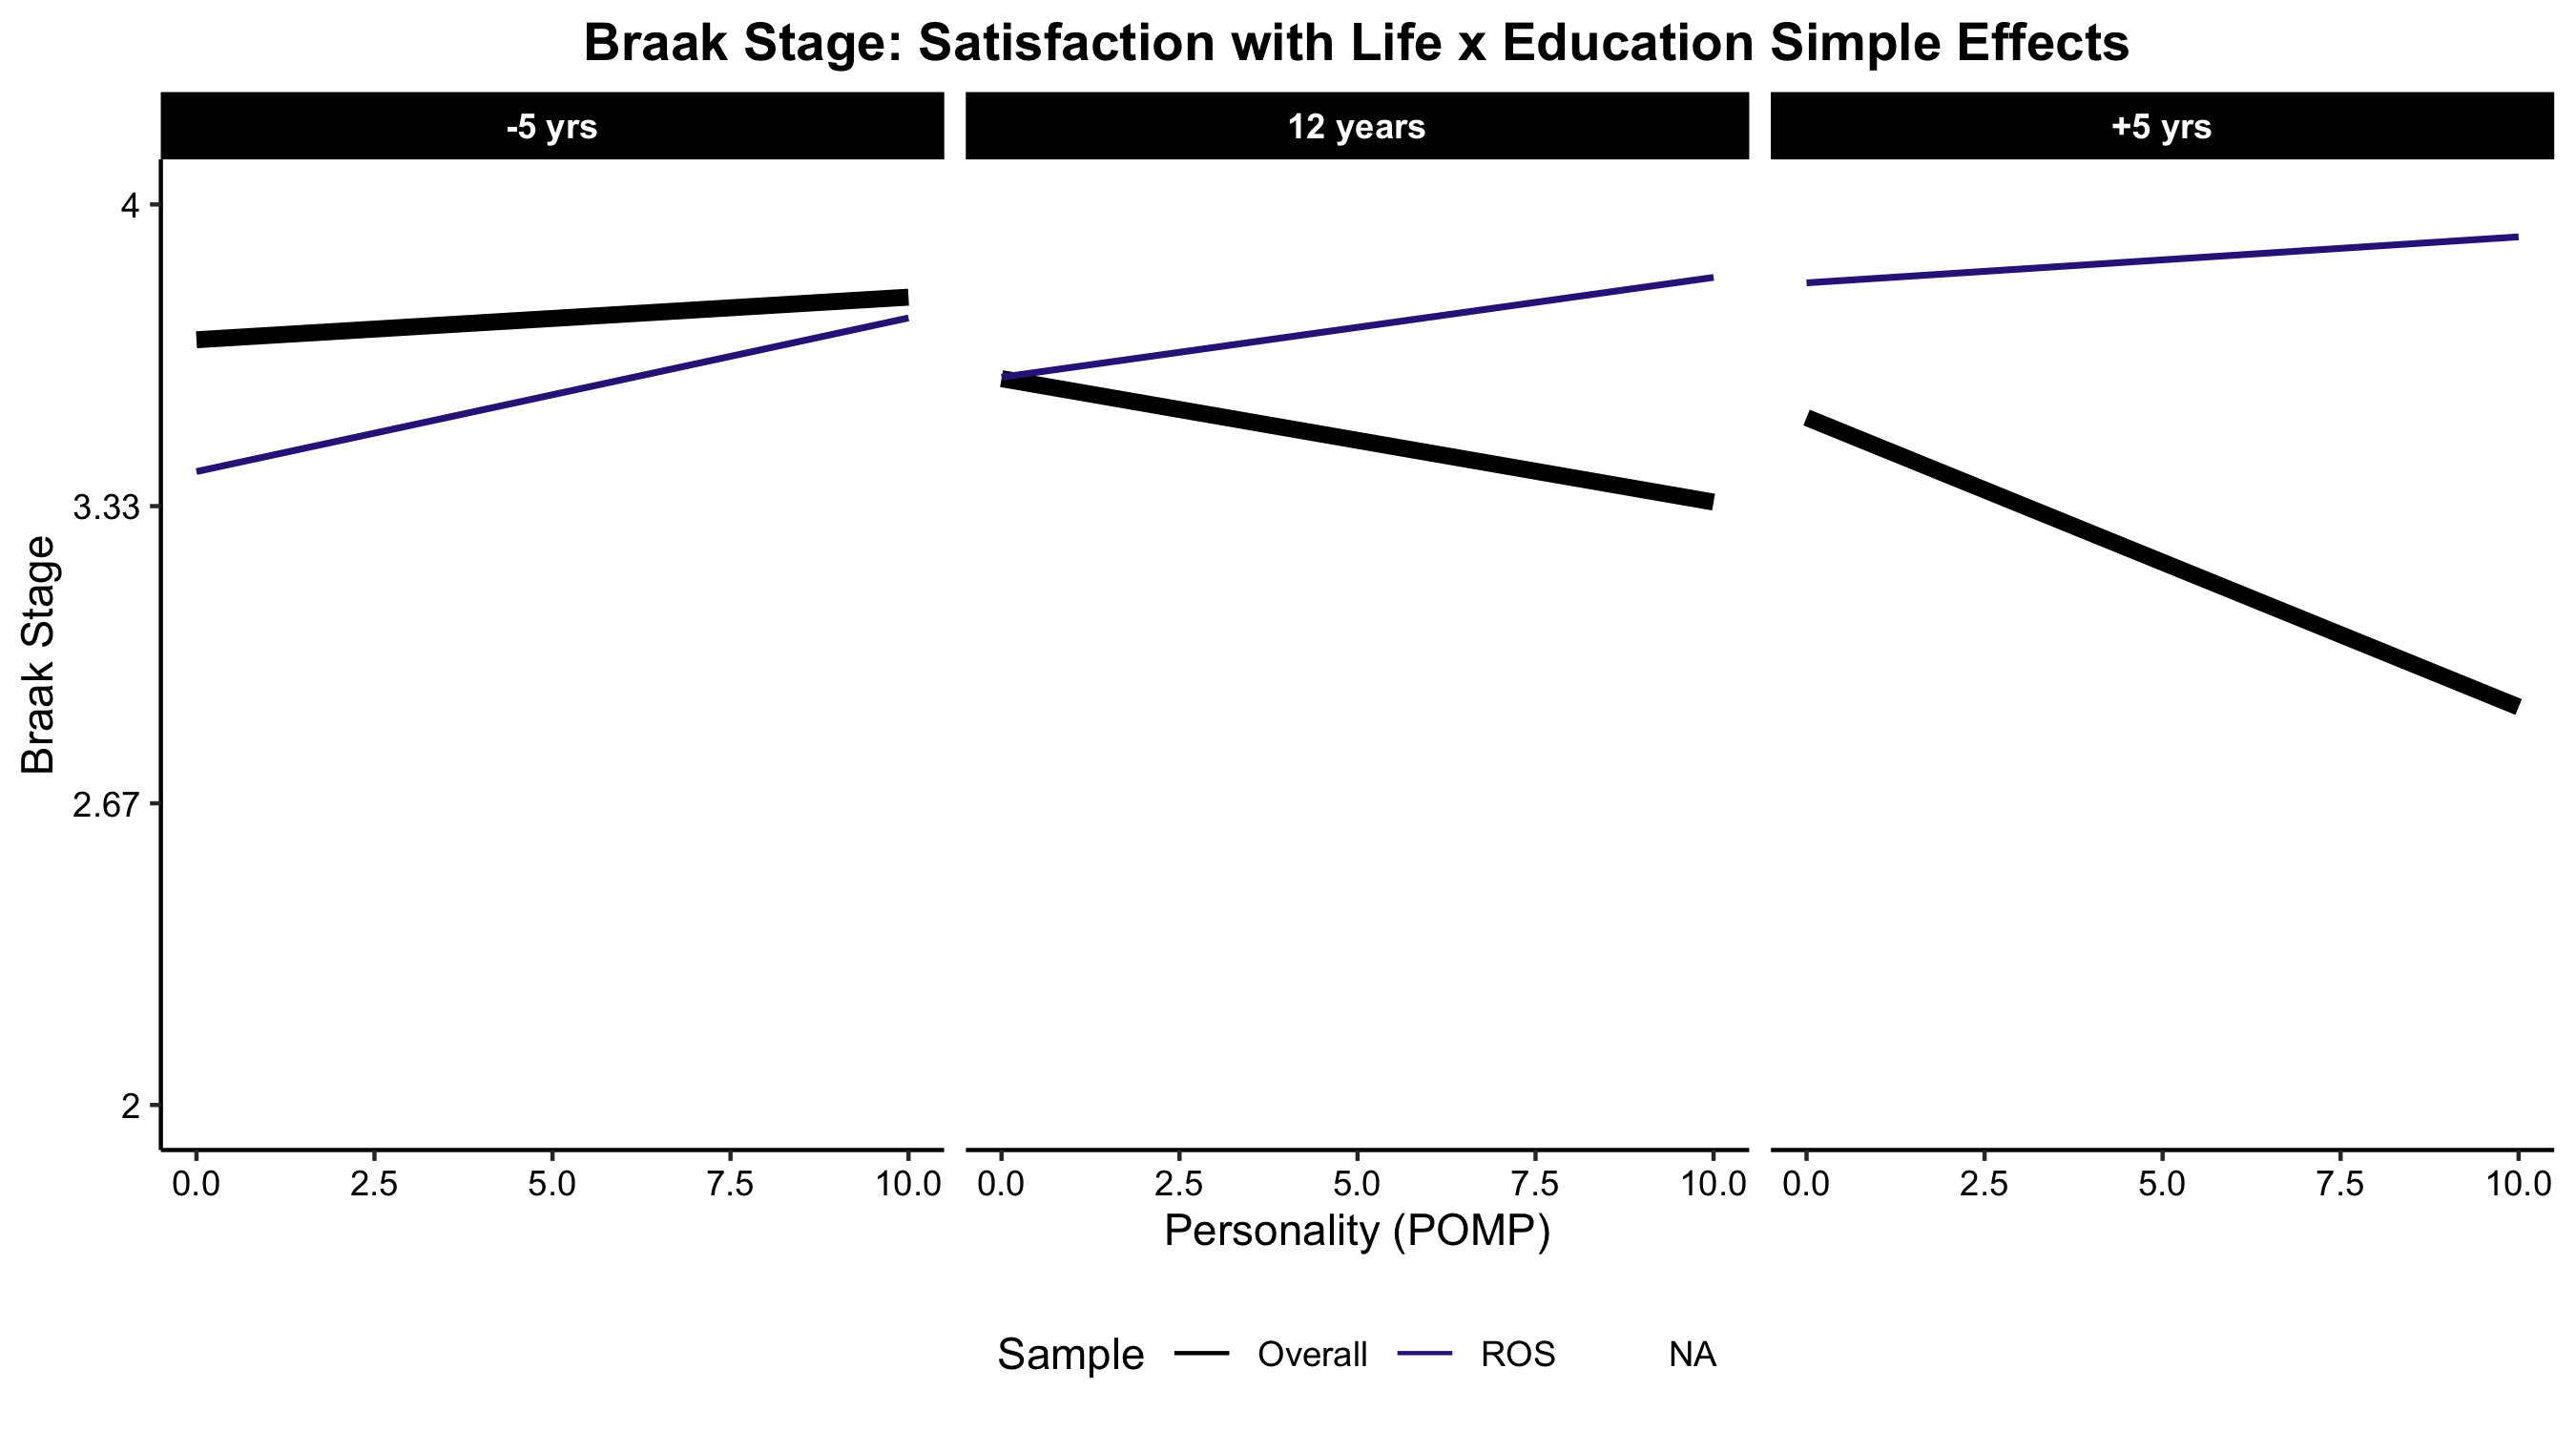 Braak Stage: Satisfaction with Life x Education Simple Effects
-5 yrs
12 years
+5 yrs
Braak Stage
4
3.33
2.67
2
0.0 2.5 5.0 7.5 10.0
0.0 2.5 5.0 7.5 10.0
0.0 2.5 5.0 7.5 10.0
Personality (POMP)
Sample Overall ROS NA